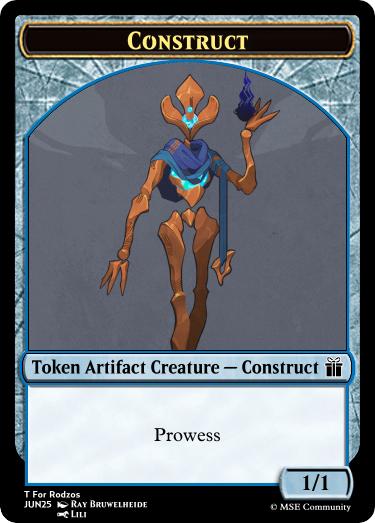 Construct
Token Artifact Creature — Construct
Prowess
1/1
T For Rodzos
JUN25 Ray Bruwelheide © MSE Community
Lili